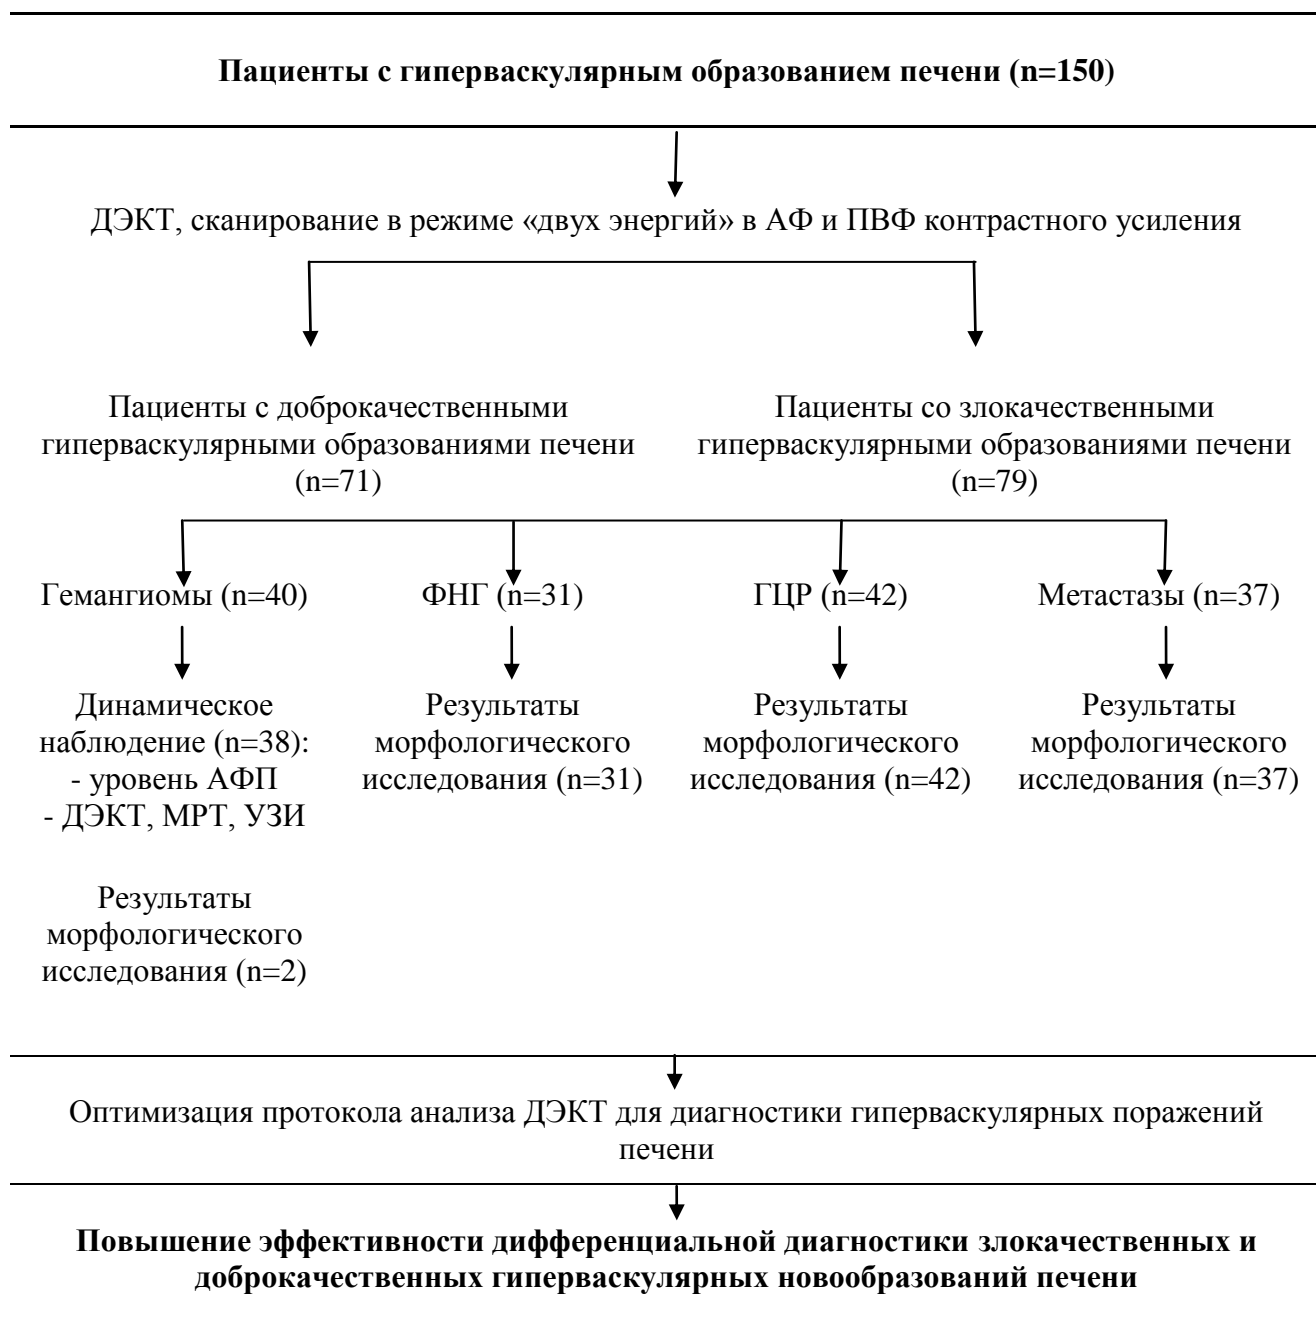 Пациенты с гиперваскулярным образованием печени (n=150)
ДЭКТ, сканирование в режиме «двух энергий» в АФ и ПВФ контрастного усиления
Пациенты с доброкачественными
гиперваскулярными образованиями печени
(n=71)
Пациенты со злокачественными
гиперваскулярными образованиями печени
(n=79)
Гемангиомы (n=40)
ФНГ (n=31)
ГЦР (n=42)
Метастазы (n=37)
Динамическое
наблюдение (n=38):
- уровень АФП
- ДЭКТ, МРТ, УЗИ
Результаты
морфологического
исследования (n=2)
Результаты
морфологического
исследования (n=31)
Результаты
морфологического
исследования (n=42)
Результаты
морфологического
исследования (n=37)
Оптимизация протокола анализа ДЭКТ для диагностики гиперваскулярных поражений
печени
Повышение эффективности дифференциальной диагностики злокачественных и
доброкачественных гиперваскулярных новообразований печени